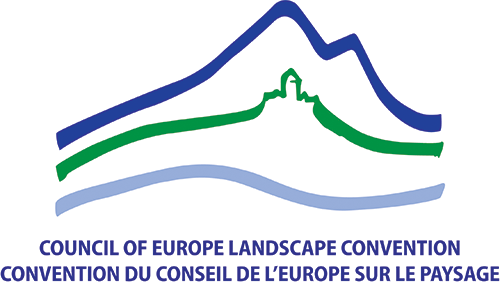 COUNCIL OF EUROPE LANDSCAPE CONVENTION
CONVENTION DU CONSEIL DE L'EUROPE SUR LE PAYSAGE